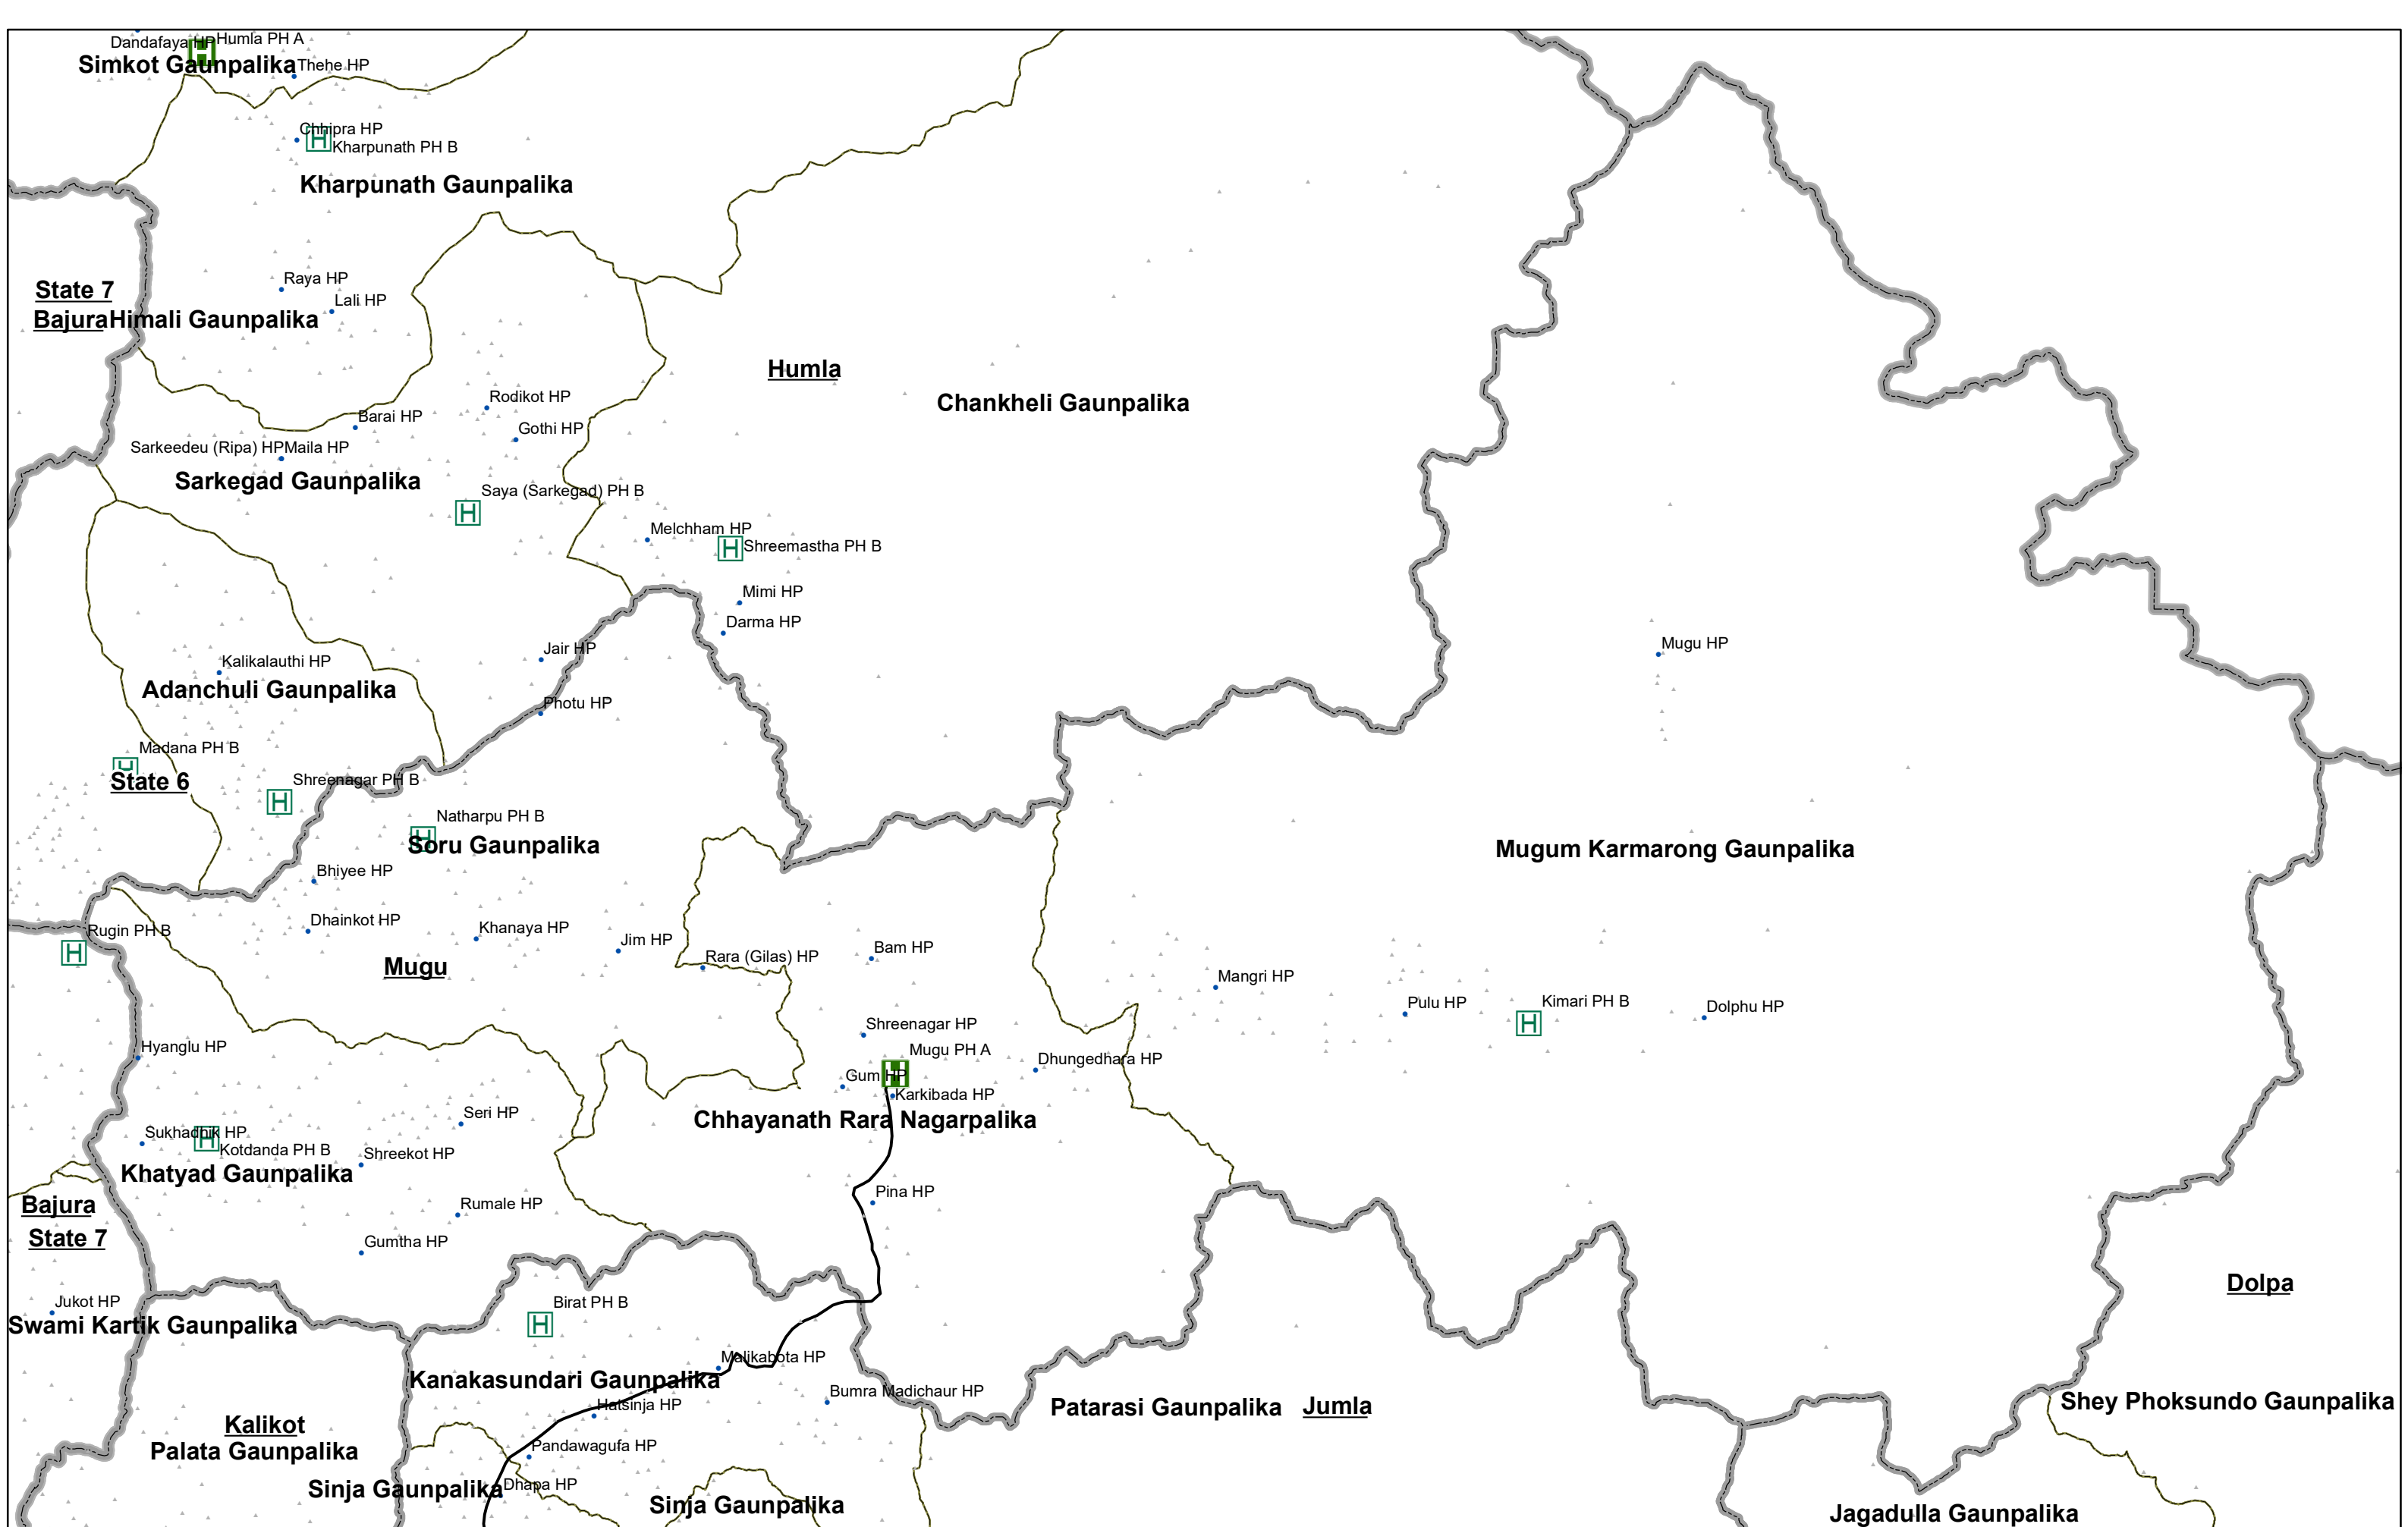 Dandafaya HP
Humla PH A
Simkot Gaunpalika
Thehe HP
Chhipra HP
Kharpunath PH B
Kharpunath Gaunpalika
Raya HP
State 7
Lali HP
Bajura
Himali Gaunpalika
Humla
Rodikot HP
Chankheli Gaunpalika
Barai HP
Gothi HP
Sarkeedeu (Ripa) HP
Maila HP
Sarkegad Gaunpalika
Saya (Sarkegad) PH B
Melchham HP
Shreemastha PH B
Mimi HP
Darma HP
Mugu HP
Jair HP
Kalikalauthi HP
Adanchuli Gaunpalika
Photu HP
Madana PH B
State 6
Shreenagar PH B
Natharpu PH B
Soru Gaunpalika
Mugum Karmarong Gaunpalika
Bhiyee HP
Dhainkot HP
Khanaya HP
Rugin PH B
Jim HP
Bam HP
Rara (Gilas) HP
Mugu
Mangri HP
Pulu HP
Kimari PH B
Dolphu HP
Shreenagar HP
Hyanglu HP
Mugu PH A
Dhungedhara HP
Gum HP
Karkibada HP
Seri HP
Chhayanath Rara Nagarpalika
Sukhadhik HP
Kotdanda PH B
Shreekot HP
Khatyad Gaunpalika
Pina HP
Bajura
Rumale HP
State 7
Gumtha HP
Dolpa
Jukot HP
Birat PH B
Swami Kartik Gaunpalika
Malikabota HP
Kanakasundari Gaunpalika
Bumra Madichaur HP
Shey Phoksundo Gaunpalika
Hatsinja HP
Patarasi Gaunpalika
Jumla
Kalikot
Palata Gaunpalika
Pandawagufa HP
Dhapa HP
Sinja Gaunpalika
Sinja Gaunpalika
Jagadulla Gaunpalika